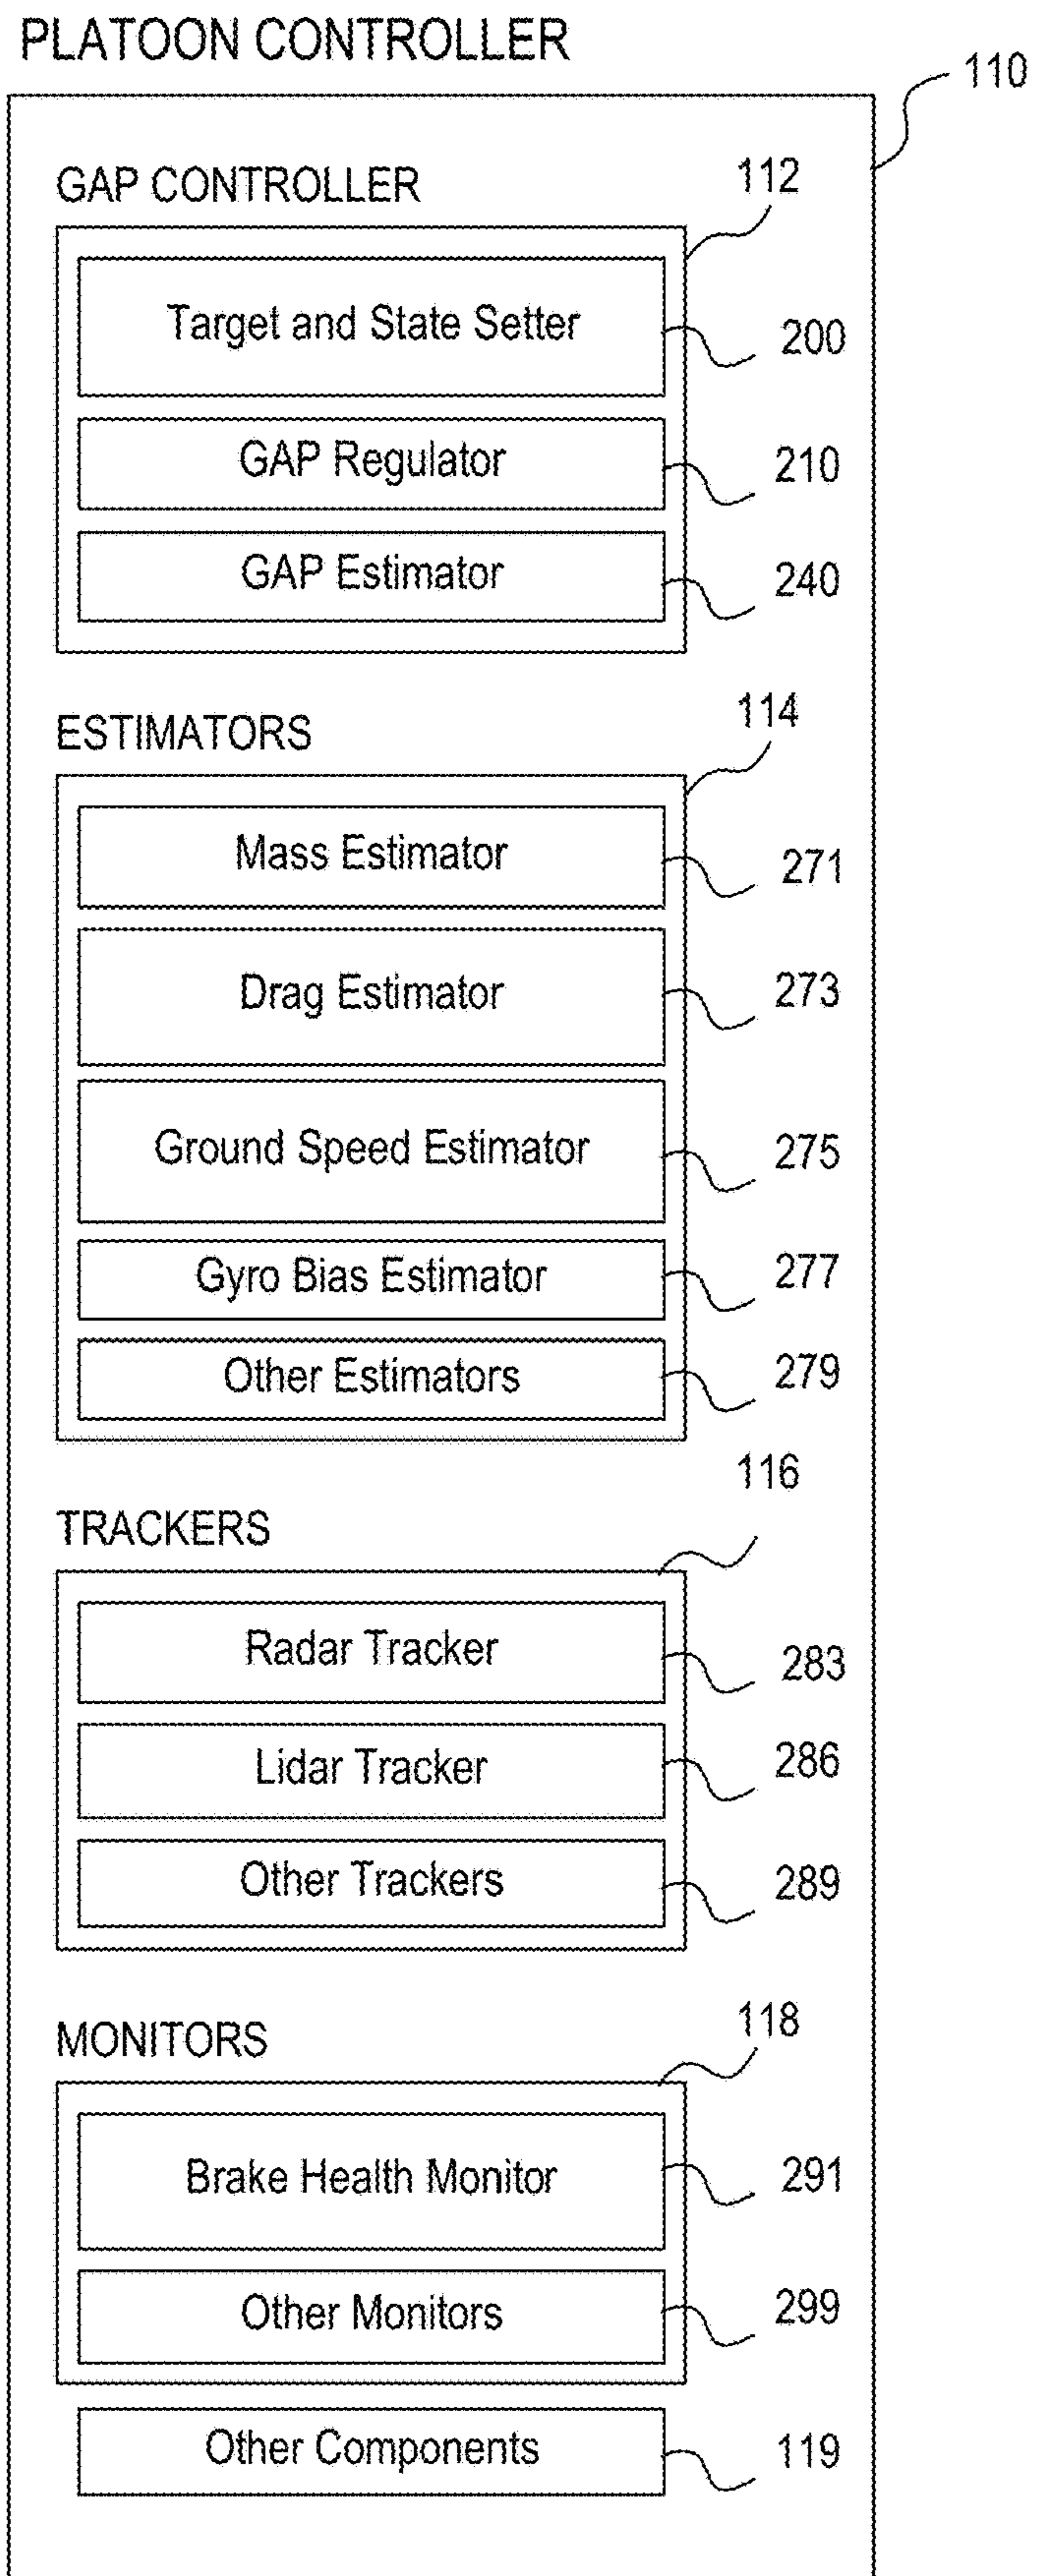 PLATOON CONTROLLER
110
GAP CONTROLLER
112
Target and State Setter
200
GAP Regulator
210
GAP Estimator
240
ESTIMATORS
114
Mass Estimator
271
Drag Estimator
273
Ground Speed Estimator
275
Gyro Bias Estimator
277
Other Estimators
279
TRACKERS
116
Radar Tracker
283
Lidar Tracker
286
Other Trackers
289
MONITORS
118
Brake Health Monitor
291
Other Monitors
299
Other Components
119